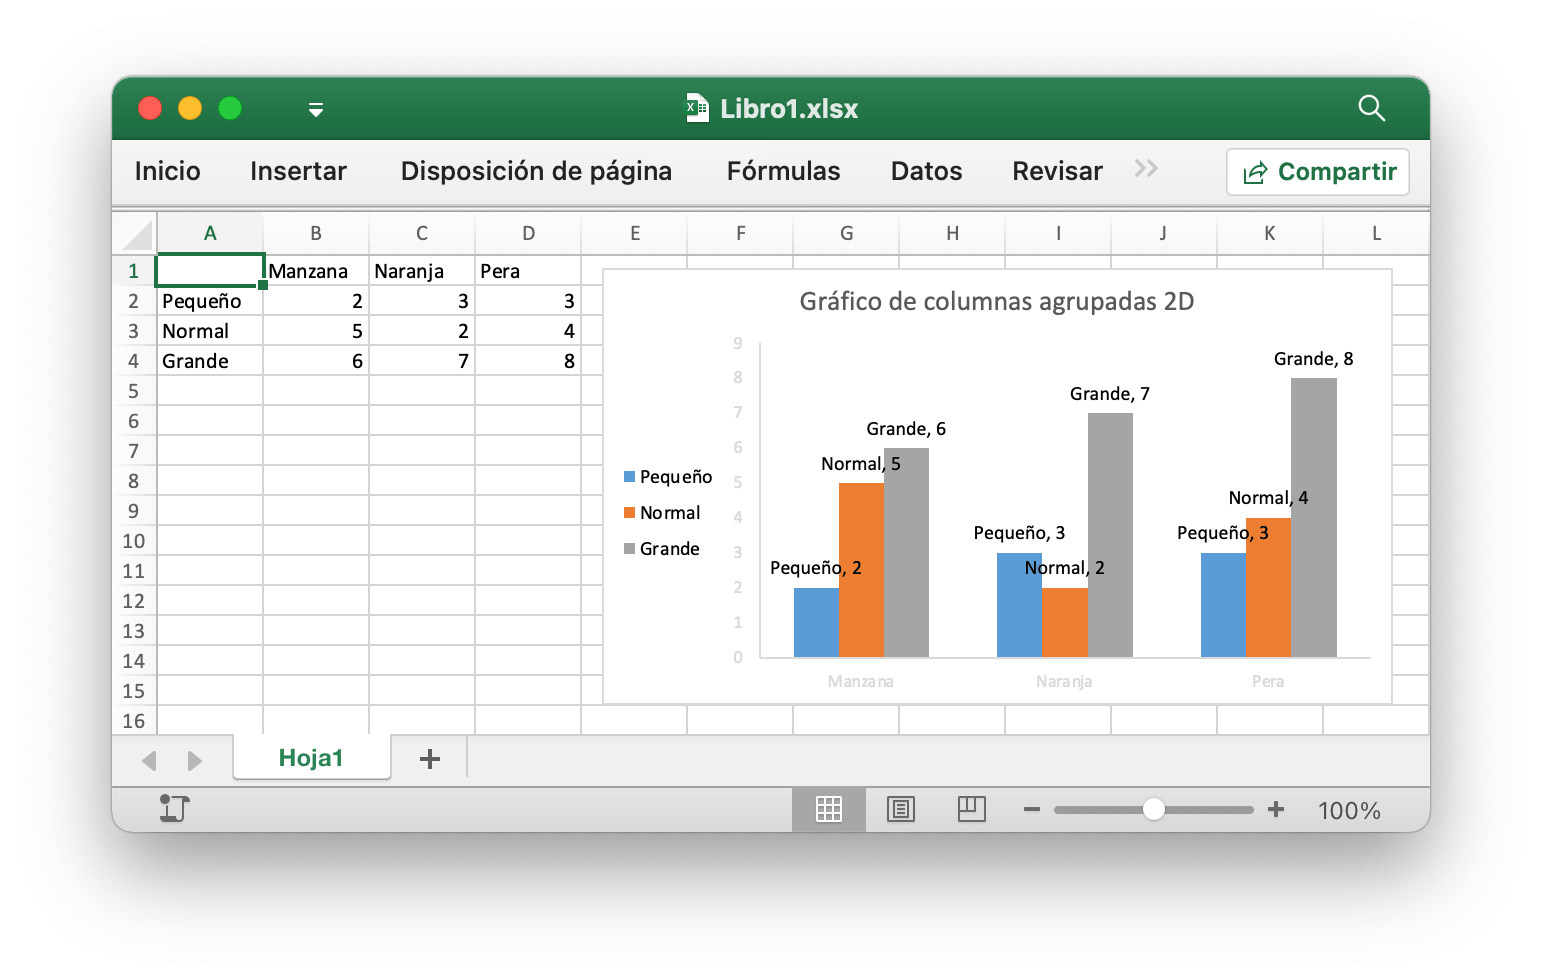 Libro1.xlsx
Inicio Insertar Disposición de página Fórmulas Datos Revisar Compartir
A B C D E F G H I J K L
1 Manzana Naranja Pera
2 Pequeño 2 3 3
3 Normal 5 2 4
4 Grande 6 7 8
5
6
7
8
9
10
11
12
13
14
15
16
Gráfico de columnas agrupadas 2D
9
8
7
6
5
4
3
2
1
0
Pequeño
Normal
Grande
Pequeño, 2
Normal, 5
Grande, 6
Pequeño, 3
Normal, 2
Grande, 7
Pequeño, 3
Normal, 4
Grande, 8
Manzana Naranja Pera
Hoja1
100%